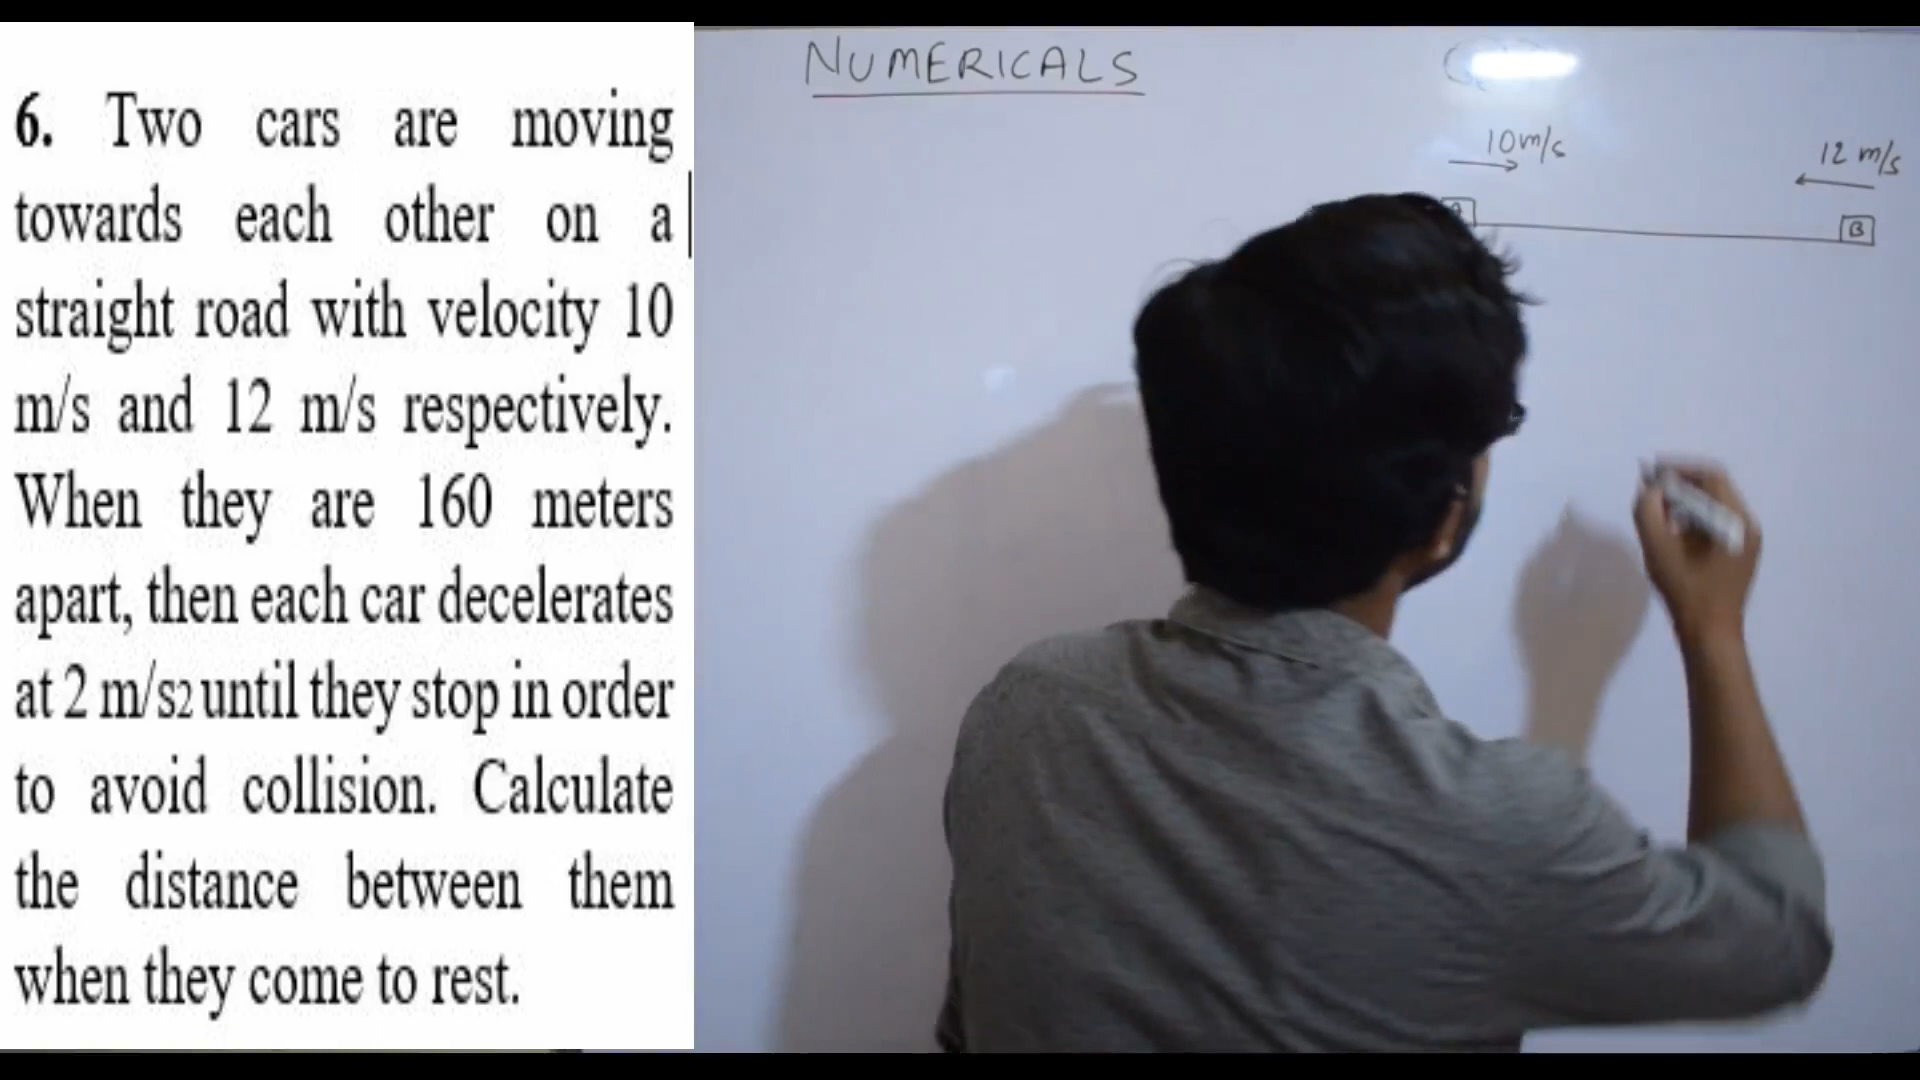 6. Two cars are moving
towards each other on a
straight road with velocity 10
m/s and 12 m/s respectively.
When they are 160 meters
apart, then each car decelerates
at 2 m/s2 until they stop in order
to avoid collision. Calculate
the distance between them
when they come to rest.
NUMERICALS
10m/s
12 m/s
B